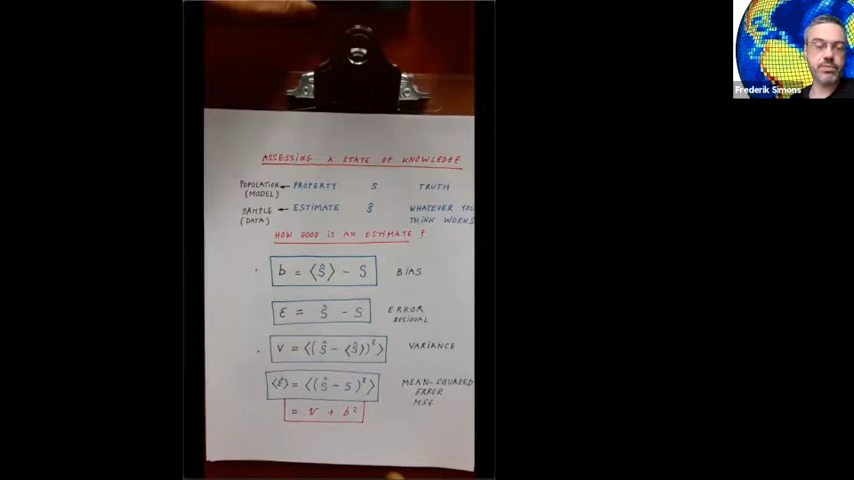 ASSESSING A STATE OF KNOWLEDGE
POPULATION (MODEL) ← PROPERTY S TRUTH
SAMPLE (DATA) ← ESTIMATE ŝ WHATEVER YOU THINK WORKS
HOW GOOD IS AN ESTIMATE ?
b = ⟨ŝ⟩ - s BIAS
ε = ŝ - s ERROR RESIDUAL
v = ⟨(ŝ - ⟨ŝ⟩)²⟩ VARIANCE
⟨ε²⟩ = ⟨(ŝ - s)²⟩ MEAN-SQUARED ERROR MSE
= v + b²
Frederik Simons